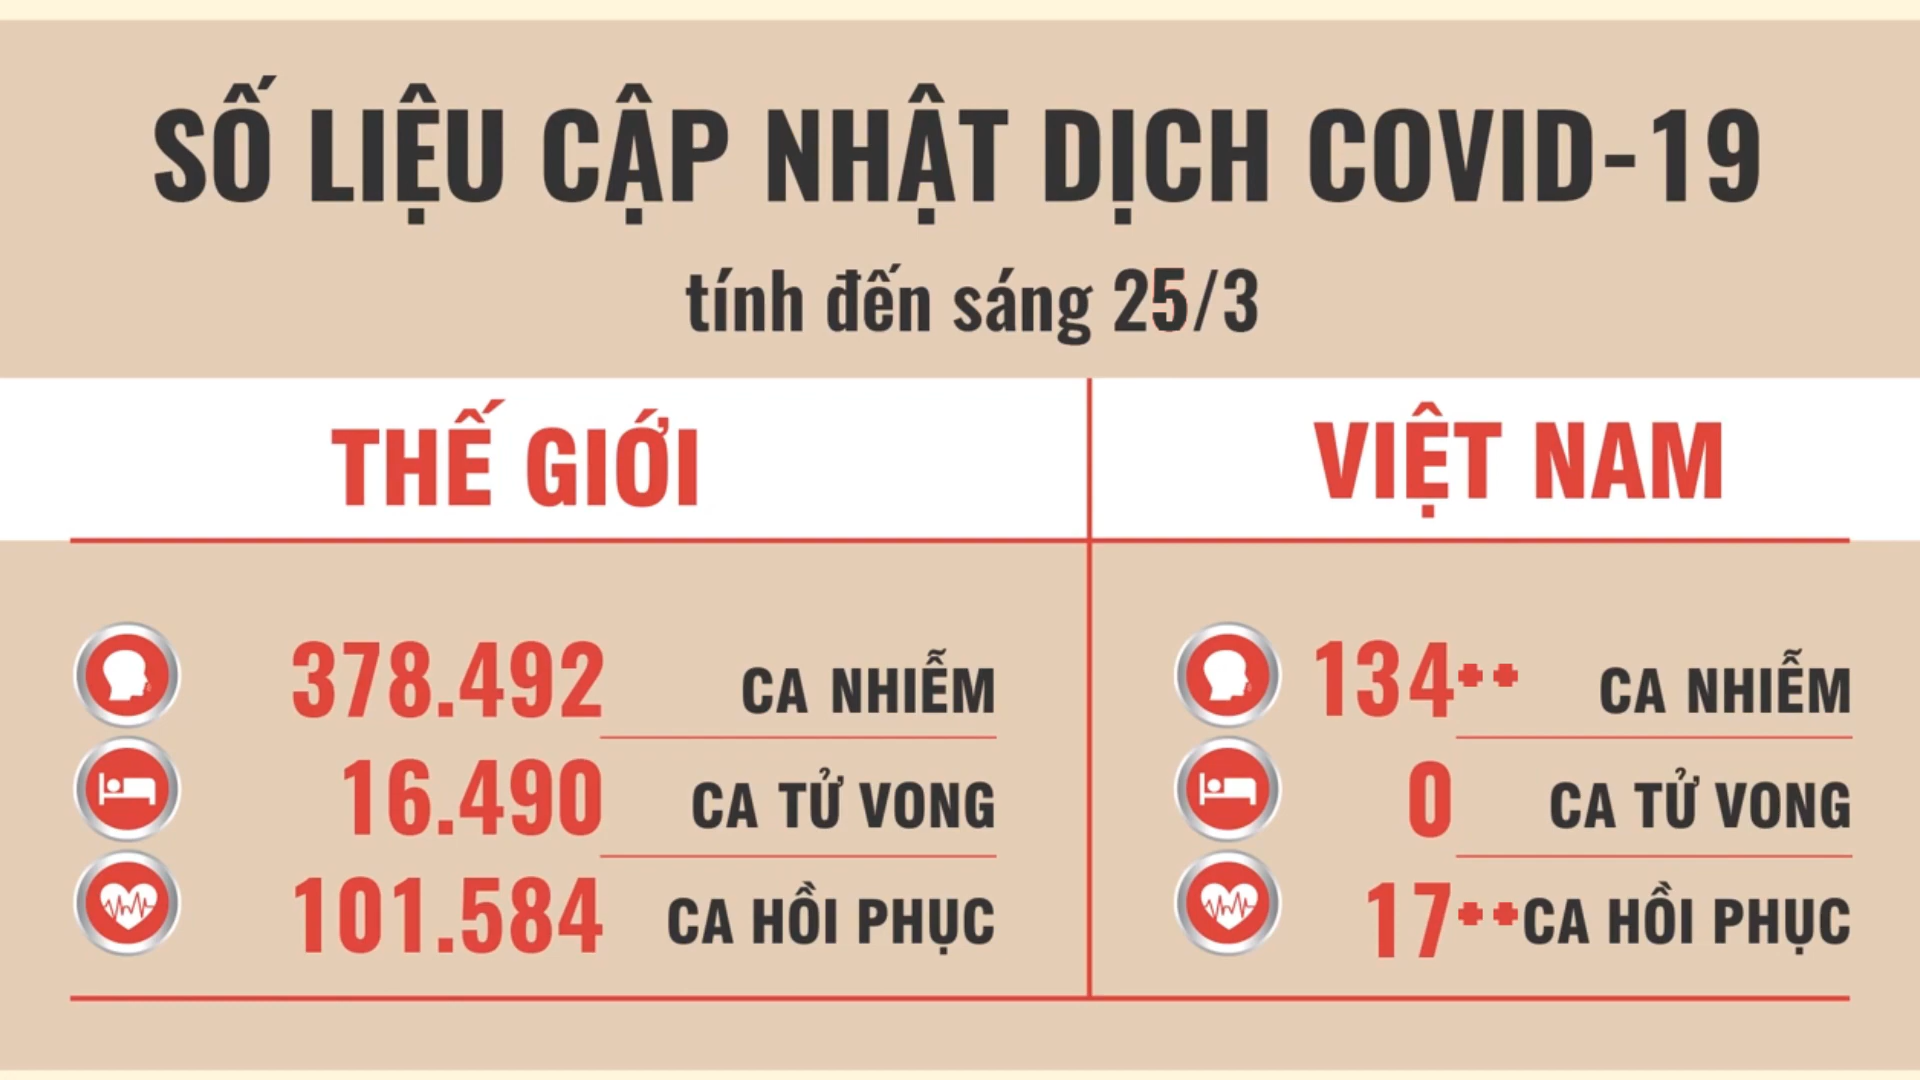 SỐ LIỆU CẬP NHẬT DỊCH COVID-19
tính đến sáng 25/3
THẾ GIỚI
378.492 CA NHIỄM
16.490 CA TỬ VONG
101.584 CA HỒI PHỤC
VIỆT NAM
134** CA NHIỄM
0 CA TỬ VONG
17** CA HỒI PHỤC